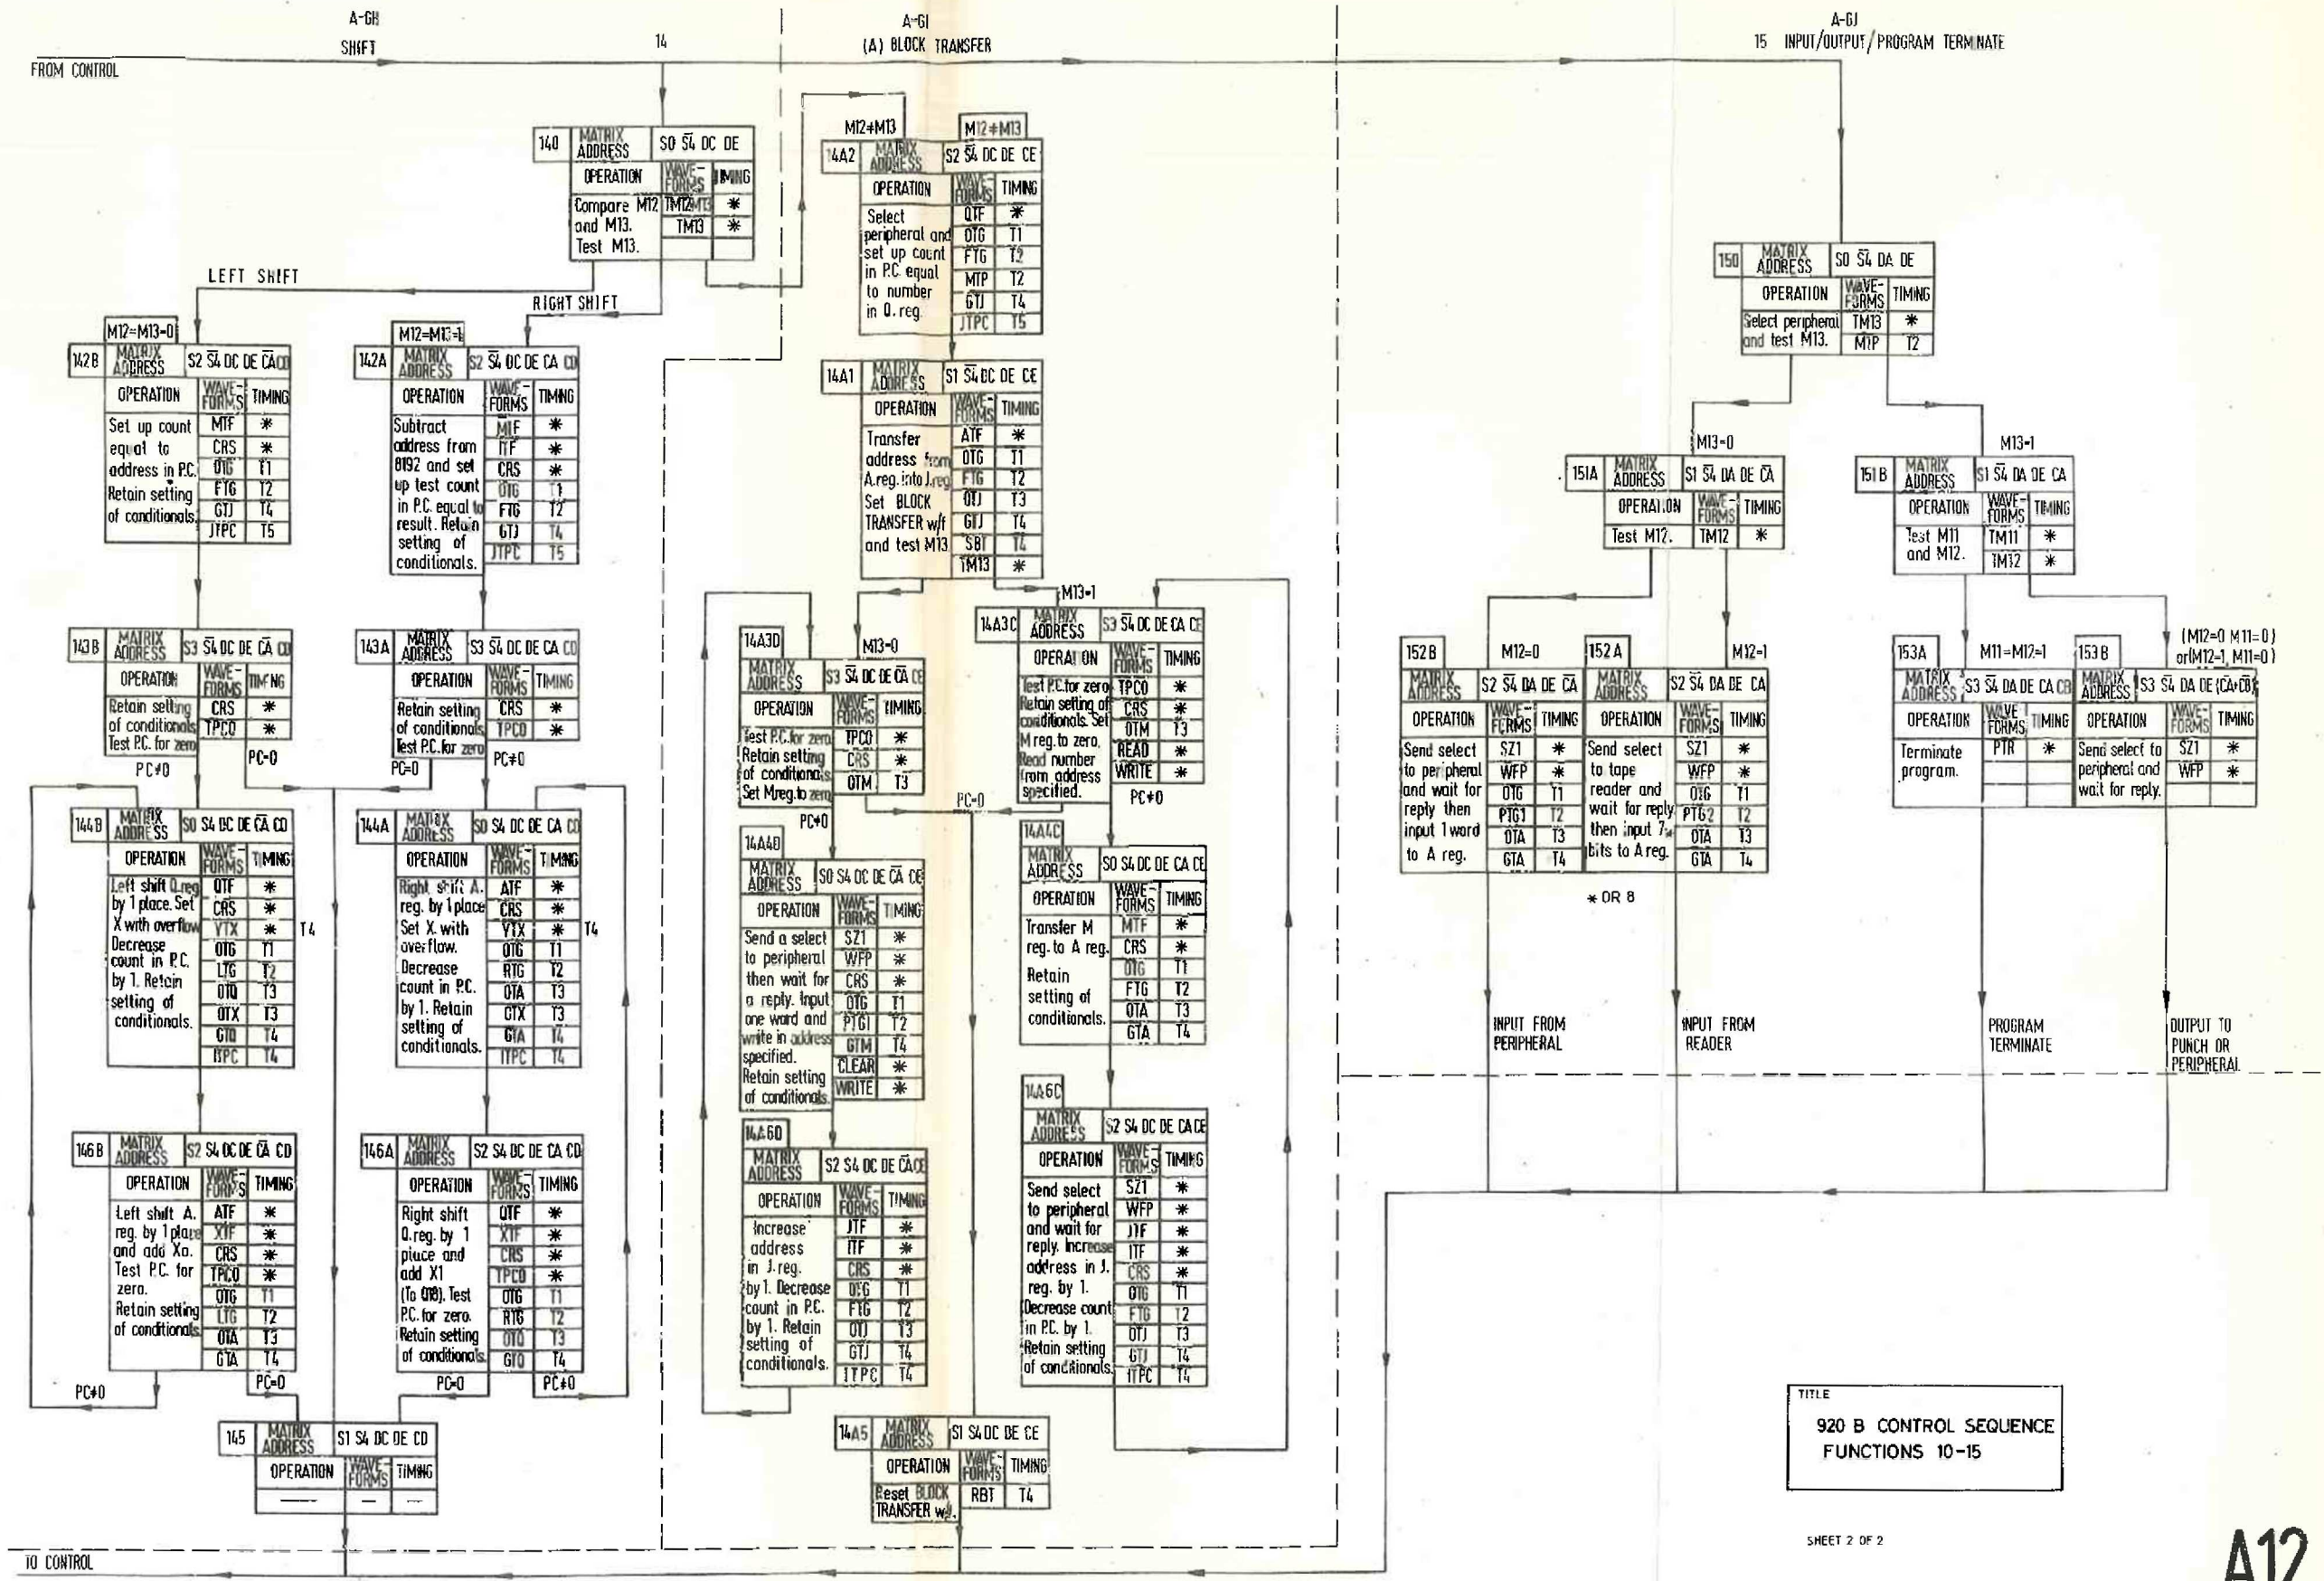 A-GH
SHIFT
14
A-GI
(A) BLOCK TRANSFER
A-GJ
15 INPUT/OUTPUT/PROGRAM TERMINATE
FROM CONTROL
140
MATRIX ADDRESS
S0 S̅4̅ DC DE
OPERATION
WAVE-FORMS
TIMING
Compare M12
and M13.
Test M13.
TM12M13 *
TM13 *
LEFT SHIFT
RIGHT SHIFT
M12=M13=0
142B
MATRIX ADDRESS
S2 S̅4̅ DC DE C̅A̅ CD
OPERATION
WAVE-FORMS
TIMING
Set up count
equal to
address in P.C.
Retain setting
of conditionals.
MTF *
CRS *
OTG T1
FTG T2
GTJ T4
JTPC T5
M12=M13=1
142A
MATRIX ADDRESS
S2 S̅4̅ DC DE CA CD
OPERATION
WAVE-FORMS
TIMING
Subtract
address from
8192 and set
up test count
in P.C. equal to
result. Retain
setting of
conditionals.
ITF *
CRS *
OTG T1
FTG T2
GTJ T4
JTPC T5
143B
MATRIX ADDRESS
S3 S̅4̅ DC DE C̅A̅ CD
OPERATION
WAVE-FORMS
TIMING
Retain setting
of conditionals
Test P.C. for zero
CRS *
TPCO *
PC≠0
PC=0
143A
MATRIX ADDRESS
S3 S̅4̅ DC DE CA CD
OPERATION
WAVE-FORMS
TIMING
Retain setting
of conditionals
Test P.C. for zero
CRS *
TPCO *
PC=0
PC≠0
144B
MATRIX ADDRESS
S0 S4 DC DE C̅A̅ CD
OPERATION
WAVE-FORMS
TIMING
Left shift Q.reg
by 1 place. Set
X with overflow
Decrease
count in P.C.
by 1. Retain
setting of
conditionals.
QTF *
CRS *
YTX * T4
OTG T1
LTG T2
OTQ T3
OTX T3
GTQ T4
ITPC T4
144A
MATRIX ADDRESS
S0 S4 DC DE CA CD
OPERATION
WAVE-FORMS
TIMING
Right shift A.
reg. by 1 place
Set X. with
overflow.
Decrease
count in P.C.
by 1. Retain
setting of
conditionals.
ATF *
CRS *
YTX * T4
OTG T1
RTG T2
OTA T3
OTX T3
GTA T4
ITPC T4
146B
MATRIX ADDRESS
S2 S4 DC DE C̅A̅ CD
OPERATION
WAVE-FORMS
TIMING
Left shift A.
reg. by 1 place
and add Xo.
Test P.C. for
zero.
Retain setting
of conditionals
ATF *
XTF *
CRS *
TPCO *
OTG T1
LTG T2
OTA T3
GTA T4
PC≠0
PC=0
146A
MATRIX ADDRESS
S2 S4 DC DE CA CD
OPERATION
WAVE-FORMS
TIMING
Right shift
Q.reg. by 1
place and
add X1
(To Q18). Test
P.C. for zero.
Retain setting
of conditionals
QTF *
XTF *
CRS *
TPCO *
OTG T1
RTG T2
OTQ T3
GTQ T4
PC=0
PC≠0
145
MATRIX ADDRESS
S1 S4 DC DE CD
OPERATION
WAVE-FORMS
TIMING
— — —
M12≠M13
M12≠M13
14A2
MATRIX ADDRESS
S2 S̅4̅ DC DE CE
OPERATION
WAVE-FORMS
TIMING
Select
peripheral and
set up count
in P.C. equal
to number
in Q. reg.
QTF *
OTG T1
FTG T2
MTP T2
GTJ T4
JTPC T5
14A1
MATRIX ADDRESS
S1 S̅4̅ DC DE CE
OPERATION
WAVE-FORMS
TIMING
Transfer
address from
A.reg. into J.reg
Set BLOCK
TRANSFER w/f
and test M13
ATF *
OTG T1
FTG T2
OTJ T3
GTJ T4
SBT T4
TM13 *
M13=0
14A3D
MATRIX ADDRESS
S3 S̅4̅ DC DE C̅A̅ CE
OPERATION
WAVE-FORMS
TIMING
Test P.C. for zero
Retain setting
of conditionals
Set M.reg. to zero
TPCO *
CRS *
OTM T3
PC≠0
PC=0
M13=1
14A3C
MATRIX ADDRESS
S3 S̅4̅ DC DE CA CE
OPERATION
WAVE-FORMS
TIMING
Test P.C. for zero
Retain setting of
conditionals. Set
M reg. to zero.
Read number
from address
specified.
TPCO *
CRS *
OTM T3
READ *
WRITE *
PC≠0
14A4D
MATRIX ADDRESS
S0 S4 DC DE C̅A̅ CE
OPERATION
WAVE-FORMS
TIMING
Send a select
to peripheral
then wait for
a reply. Input
one word and
write in address
specified.
Retain setting
of conditionals.
SZ1 *
WFP *
CRS *
OTG T1
PTG1 T2
GTM T4
CLEAR *
WRITE *
14A4C
MATRIX ADDRESS
S0 S4 DC DE CA CE
OPERATION
WAVE-FORMS
TIMING
Transfer M
reg. to A reg.
Retain
setting of
conditionals.
MTF *
CRS *
OTG T1
FTG T2
OTA T3
GTA T4
14A6D
MATRIX ADDRESS
S2 S4 DC DE C̅A̅ CE
OPERATION
WAVE-FORMS
TIMING
Increase
address
in J. reg.
by 1. Decrease
count in P.C.
by 1. Retain
setting of
conditionals.
JTF *
ITF *
CRS *
OTG T1
FTG T2
OTJ T3
GTJ T4
ITPC T4
14A6C
MATRIX ADDRESS
S2 S4 DC DE CA CE
OPERATION
WAVE-FORMS
TIMING
Send select
to peripheral
and wait for
reply. Increase
address in J.
reg. by 1.
Decrease count
in P.C. by 1.
Retain setting
of conditionals.
SZ1 *
WFP *
JTF *
ITF *
CRS *
OTG T1
FTG T2
OTJ T3
GTJ T4
ITPC T4
14A5
MATRIX ADDRESS
S1 S4 DC DE CE
OPERATION
WAVE-FORMS
TIMING
Reset BLOCK
TRANSFER
RBT T4
150
MATRIX ADDRESS
S0 S̅4̅ DA DE
OPERATION
WAVE-FORMS
TIMING
Select peripheral
and test M13.
TM13 *
MTP T2
M13=0
151A
MATRIX ADDRESS
S1 S̅4̅ DA DE C̅A̅
OPERATION
WAVE-FORMS
TIMING
Test M12.
TM12 *
M13=1
151B
MATRIX ADDRESS
S1 S̅4̅ DA DE CA
OPERATION
WAVE-FORMS
TIMING
Test M11
and M12.
TM11 *
TM12 *
152B
M12=0
MATRIX ADDRESS
S2 S̅4̅ DA DE C̅A̅
OPERATION
WAVE-FORMS
TIMING
Send select
to peripheral
and wait for
reply then
input 1 word
to A reg.
SZ1 *
WFP *
OTG T1
PTG1 T2
OTA T3
GTA T4
152A
M12=1
MATRIX ADDRESS
S2 S̅4̅ DA DE CA
OPERATION
WAVE-FORMS
TIMING
Send select
to tape
reader and
wait for reply
then input 7*
bits to A reg.
SZ1 *
WFP *
OTG T1
PTG2 T2
OTA T3
GTA T4
* OR 8
153A
M11=M12=1
MATRIX ADDRESS
S3 S̅4̅ DA DE CA CB
OPERATION
WAVE-FORMS
TIMING
Terminate
program.
PTR *
153B
(M12=0 M11=0)
or(M12=1, M11=0)
MATRIX ADDRESS
S3 S̅4̅ DA DE (C̅A̅+C̅B̅)
OPERATION
WAVE-FORMS
TIMING
Send select to
peripheral and
wait for reply.
SZ1 *
WFP *
INPUT FROM
PERIPHERAL
INPUT FROM
READER
PROGRAM
TERMINATE
OUTPUT TO
PUNCH OR
PERIPHERAL
TITLE
920 B CONTROL SEQUENCE
FUNCTIONS 10-15
SHEET 2 OF 2
A12
TO CONTROL